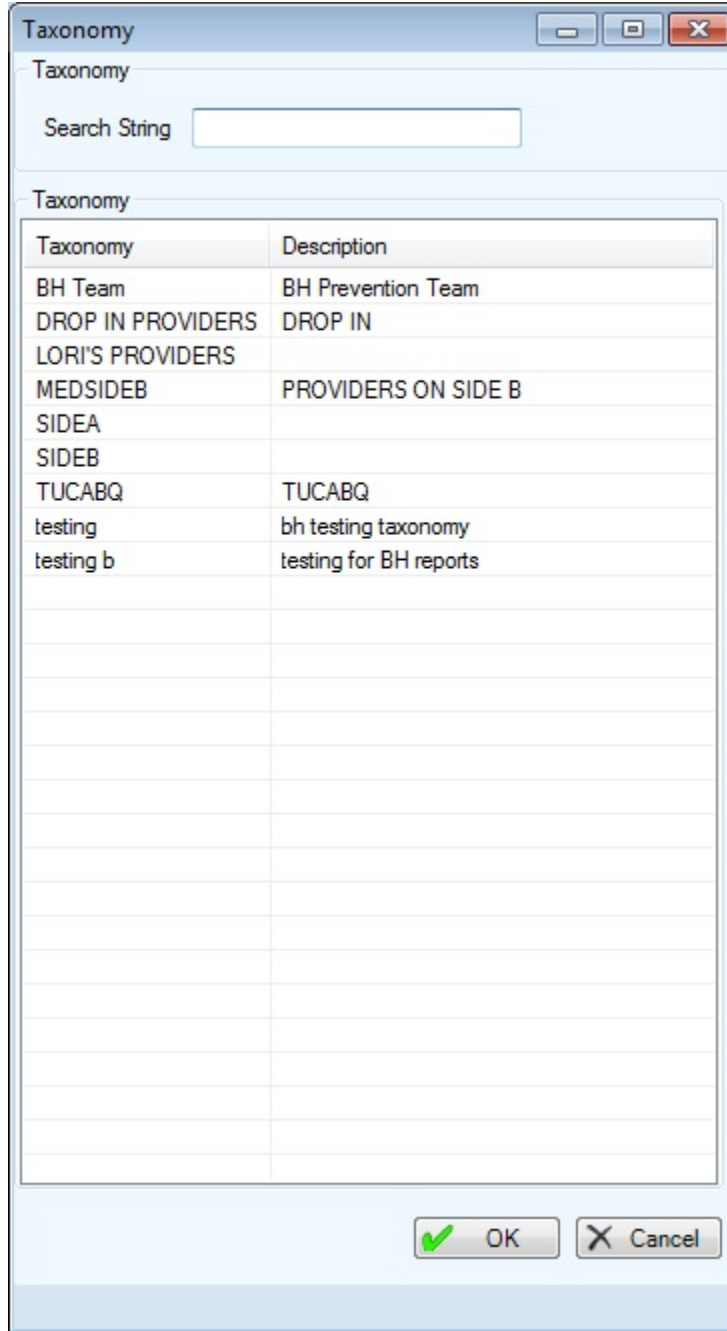 Taxonomy
Taxonomy
Search String
Taxonomy
Taxonomy Description
BH Team BH Prevention Team
DROP IN PROVIDERS DROP IN
LORI'S PROVIDERS
MEDSIDEB PROVIDERS ON SIDE B
SIDEA
SIDEB
TUCABQ TUCABQ
testing bh testing taxonomy
testing b testing for BH reports
OK Cancel